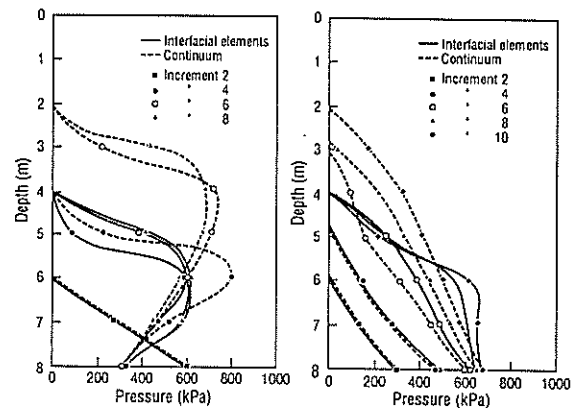 0
1
2
3
4
5
6
7
8
Depth (m)
Interfacial elements
Continuum
Increment 2
" 4
" 6
" 8
0 200 400 600 800 1000
Pressure (kPa)
0
1
2
3
4
5
6
7
8
Depth (m)
Interfacial elements
Continuum
Increment 2
" 4
" 6
" 8
" 10
0 200 400 600 800 1000
Pressure (kPa)